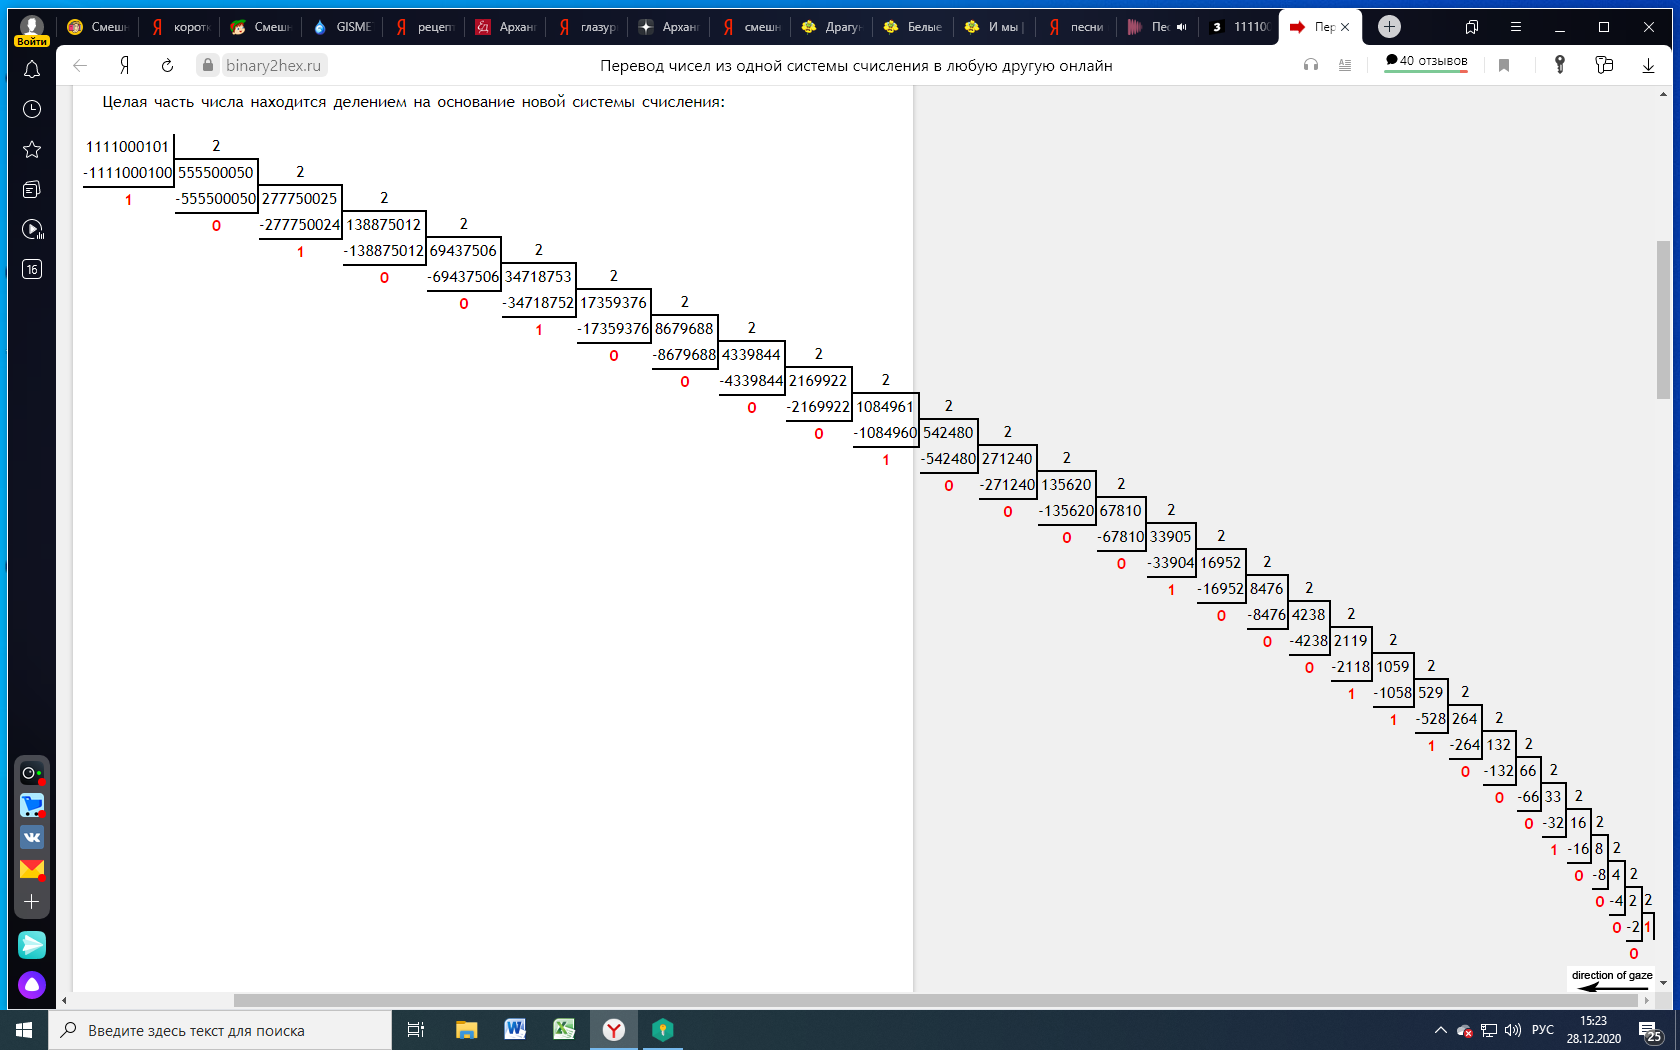 Войти
Смешн
Я коротк
Смешн
GISME
Я рецепт
Арханг
Я глазур
Арханг
Я смешн
Драгун
Белые
И мы |
Я песни
Пес
З 111100
Пер
Я binary2hex.ru
Перевод чисел из одной системы счисления в любую другую онлайн
40 отзывов
16
Целая часть числа находится делением на основание новой системы счисления:
1111000101 2
-1111000100 555500050 2
1 -555500050 277750025 2
0 -277750024 138875012 2
1 -138875012 69437506 2
0 -69437506 34718753 2
0 -34718752 17359376 2
1 -17359376 8679688 2
0 -8679688 4339844 2
0 -4339844 2169922 2
0 -2169922 1084961 2
0 -1084960 542480 2
1 -542480 271240 2
0 -271240 135620 2
0 -135620 67810 2
0 -67810 33905 2
0 -33904 16952 2
1 -16952 8476 2
0 -8476 4238 2
0 -4238 2119 2
0 -2118 1059 2
1 -1058 529 2
1 -528 264 2
1 -264 132 2
0 -132 66 2
0 -66 33 2
0 -32 16 2
1 -16 8 2
0 -8 4 2
0 -4 2 2
0 -2 1
0
direction of gaze
Введите здесь текст для поиска
РУС
15:23
28.12.2020
25